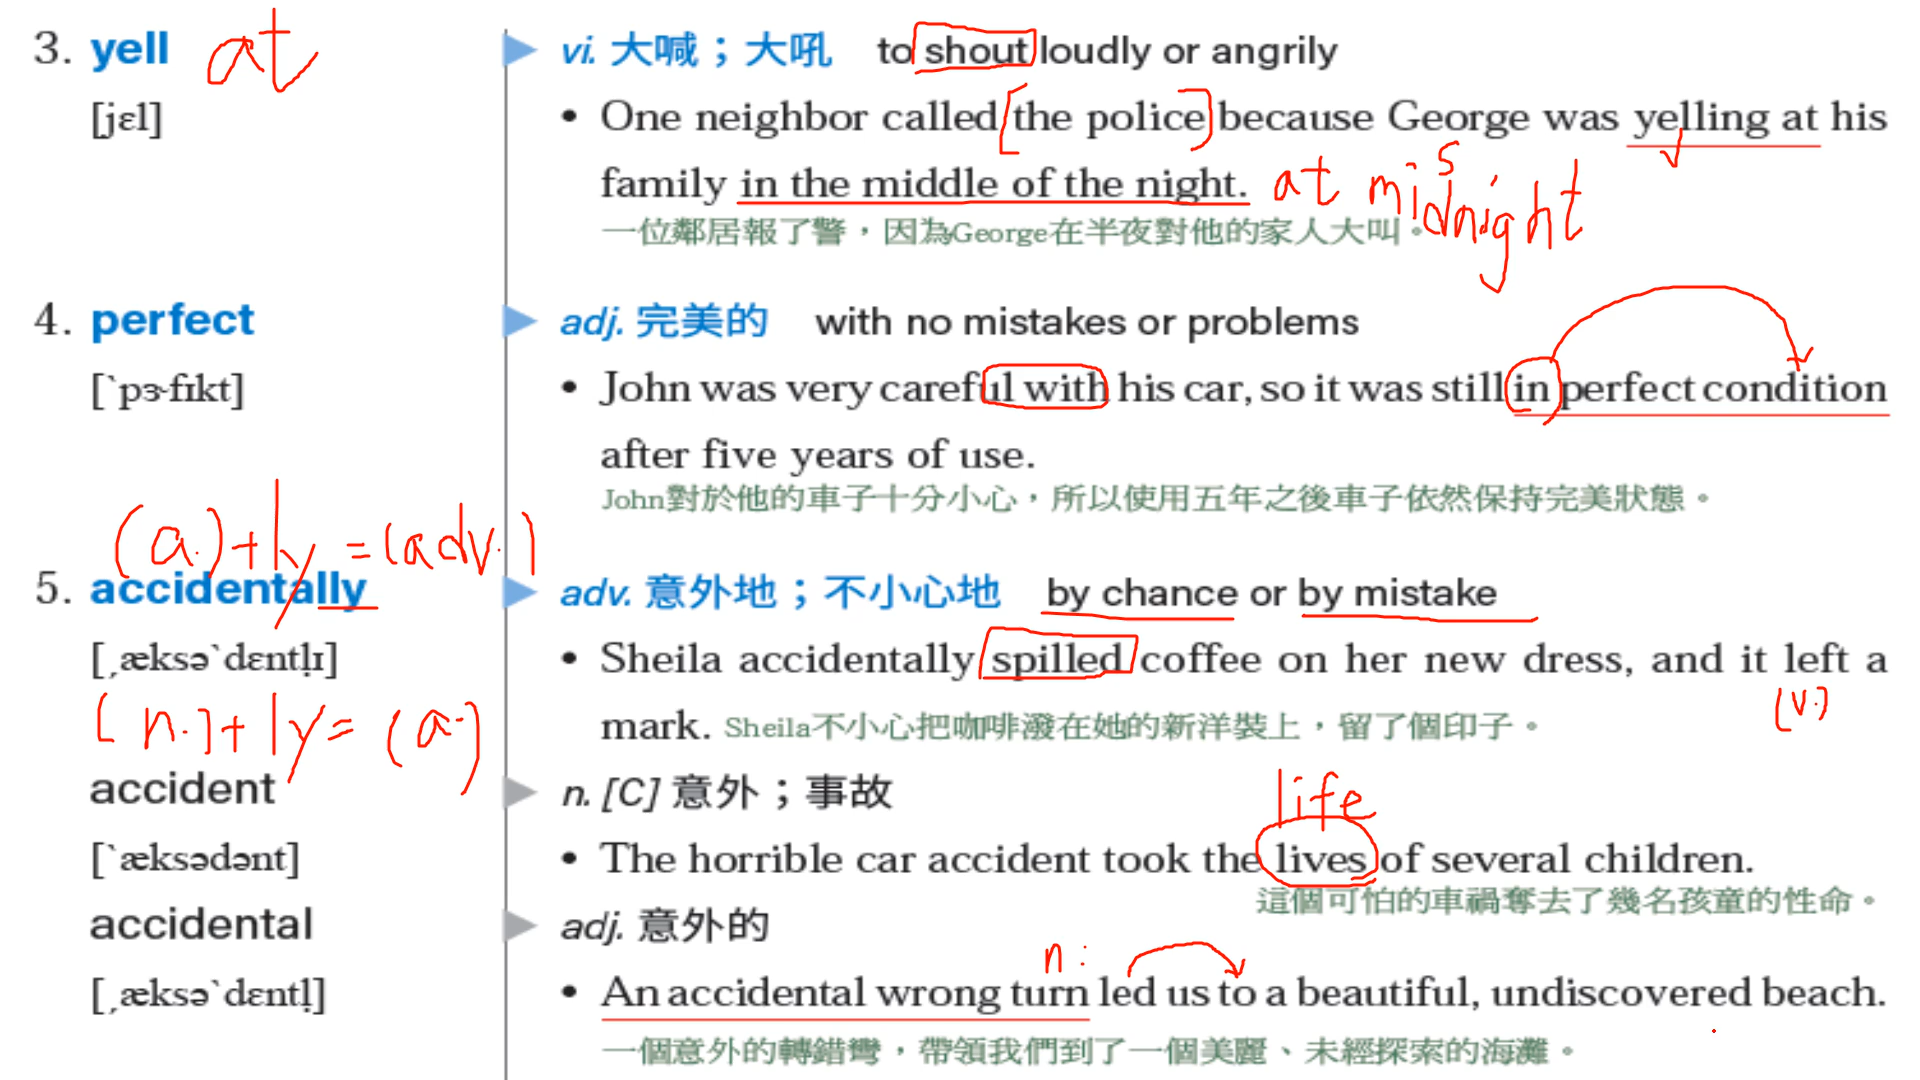 3. yell at vi. 大喊；大吼 to shout loudly or angrily
[jɛl] • One neighbor called [the police] because George was yelling at his
family in the middle of the night. at midnight
s
一位鄰居報了警，因為George在半夜對他的家人大叫。
4. perfect adj. 完美的 with no mistakes or problems
[ˋpɝfɪkt] • John was very careful with his car, so it was still in perfect condition
after five years of use.
John對於他的車子十分小心，所以使用五年之後車子依然保持完美狀態。
(a.)+ly=(adv.)
5. accidentally adv. 意外地；不小心地 by chance or by mistake
[ˌæksəˋdɛntl̩ɪ] • Sheila accidentally spilled coffee on her new dress, and it left a
(v.)
mark. Sheila不小心把咖啡潑在她的新洋裝上，留了個印子。
(n.)+ly=(a.)
accident n. [C] 意外；事故
life
[ˋæksədənt] • The horrible car accident took the lives of several children.
這個可怕的車禍奪去了幾名孩童的性命。
accidental adj. 意外的
n.
[ˌæksəˋdɛntl̩] • An accidental wrong turn led us to a beautiful, undiscovered beach.
一個意外的轉錯彎，帶領我們到了一個美麗、未經探索的海灘。